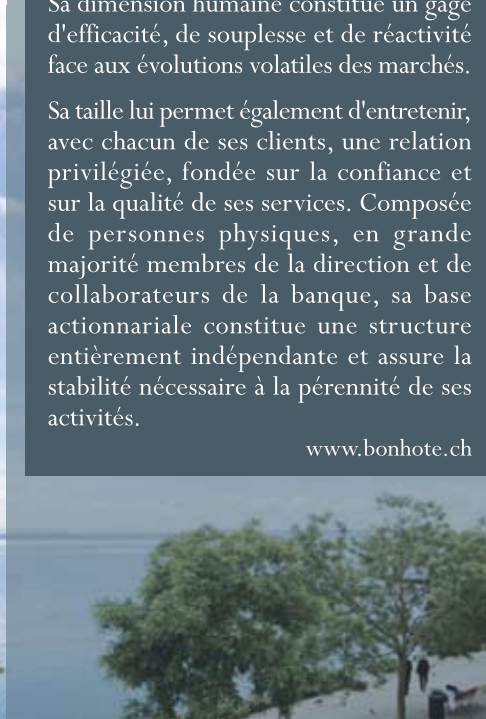 Sa dimension humaine constitue un gage
d'efficacité, de souplesse et de réactivité
face aux évolutions volatiles des marchés.
Sa taille lui permet également d'entretenir,
avec chacun de ses clients, une relation
privilégiée, fondée sur la confiance et
sur la qualité de ses services. Composée
de personnes physiques, en grande
majorité membres de la direction et de
collaborateurs de la banque, sa base
actionnariale constitue une structure
entièrement indépendante et assure la
stabilité nécessaire à la pérennité de ses
activités.
www.bonhote.ch